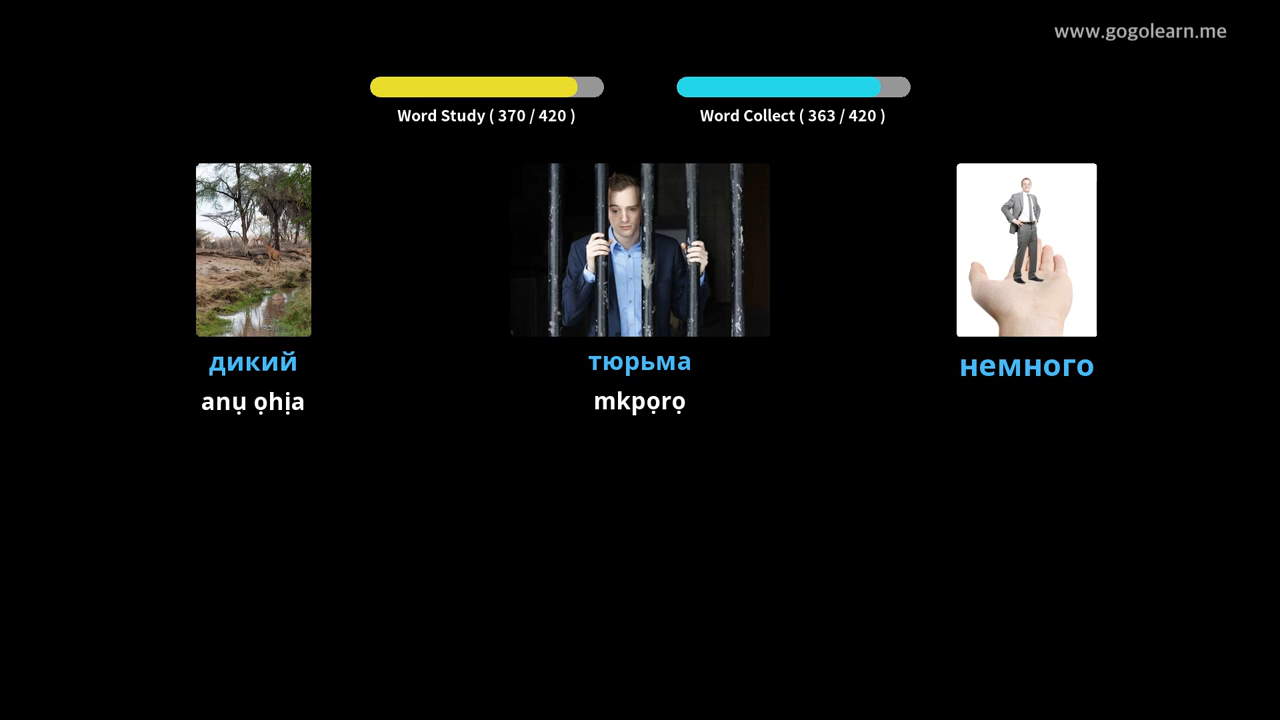 www.gogolearn.me
Word Study ( 370 / 420 )
Word Collect ( 363 / 420 )
дикий
anụ ọhịa
тюрьма
mkpọrọ
немного